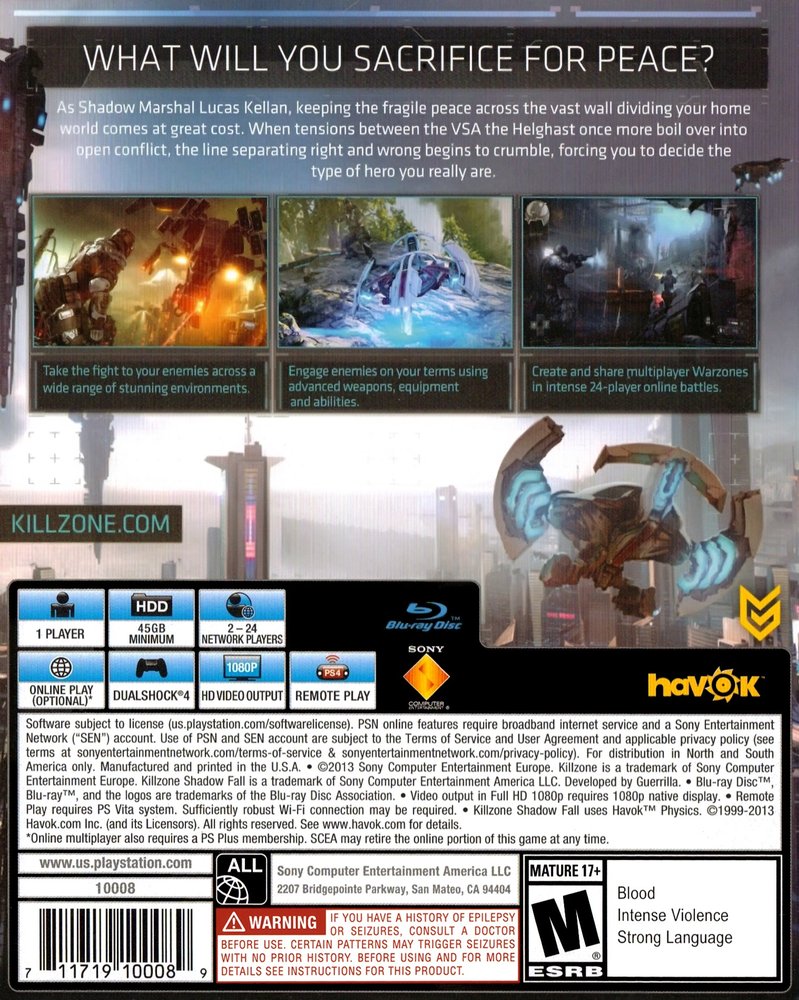 WHAT WILL YOU SACRIFICE FOR PEACE?
As Shadow Marshal Lucas Kellan, keeping the fragile peace across the vast wall dividing your home
world comes at great cost. When tensions between the VSA the Helghast once more boil over into
open conflict, the line separating right and wrong begins to crumble, forcing you to decide the
type of hero you really are.
Take the fight to your enemies across a
wide range of stunning environments.
Engage enemies on your terms using
advanced weapons, equipment
and abilities.
Create and share multiplayer Warzones
in intense 24-player online battles.
KILLZONE.COM
1 PLAYER
HDD
45GB
MINIMUM
2 – 24
NETWORK PLAYERS
ONLINE PLAY
(OPTIONAL)*
DUALSHOCK®4
1080P
HD VIDEO OUTPUT
PS4
REMOTE PLAY
Blu-ray Disc™
SONY
COMPUTER
ENTERTAINMENT®
havok™
Software subject to license (us.playstation.com/softwarelicense). PSN online features require broadband internet service and a Sony Entertainment
Network (“SEN”) account. Use of PSN and SEN account are subject to the Terms of Service and User Agreement and applicable privacy policy (see
terms at sonyentertainmentnetwork.com/terms-of-service & sonyentertainmentnetwork.com/privacy-policy). For distribution in North and South
America only. Manufactured and printed in the U.S.A. • ©2013 Sony Computer Entertainment Europe. Killzone is a trademark of Sony Computer
Entertainment Europe. Killzone Shadow Fall is a trademark of Sony Computer Entertainment America LLC. Developed by Guerrilla. • Blu-ray Disc™,
Blu-ray™, and the logos are trademarks of the Blu-ray Disc Association. • Video output in Full HD 1080p requires 1080p native display. • Remote
Play requires PS Vita system. Sufficiently robust Wi-Fi connection may be required. • Killzone Shadow Fall uses Havok™ Physics. ©1999-2013
Havok.com Inc. (and its Licensors). All rights reserved. See www.havok.com for details.
*Online multiplayer also requires a PS Plus membership. SCEA may retire the online portion of this game at any time.
www.us.playstation.com
10008
7 11719 10008 9
ALL
Sony Computer Entertainment America LLC
2207 Bridgepointe Parkway, San Mateo, CA 94404
WARNING IF YOU HAVE A HISTORY OF EPILEPSY
OR SEIZURES, CONSULT A DOCTOR
BEFORE USE. CERTAIN PATTERNS MAY TRIGGER SEIZURES
WITH NO PRIOR HISTORY. BEFORE USING AND FOR MORE
DETAILS SEE INSTRUCTIONS FOR THIS PRODUCT.
MATURE 17+
M®
ESRB
Blood
Intense Violence
Strong Language